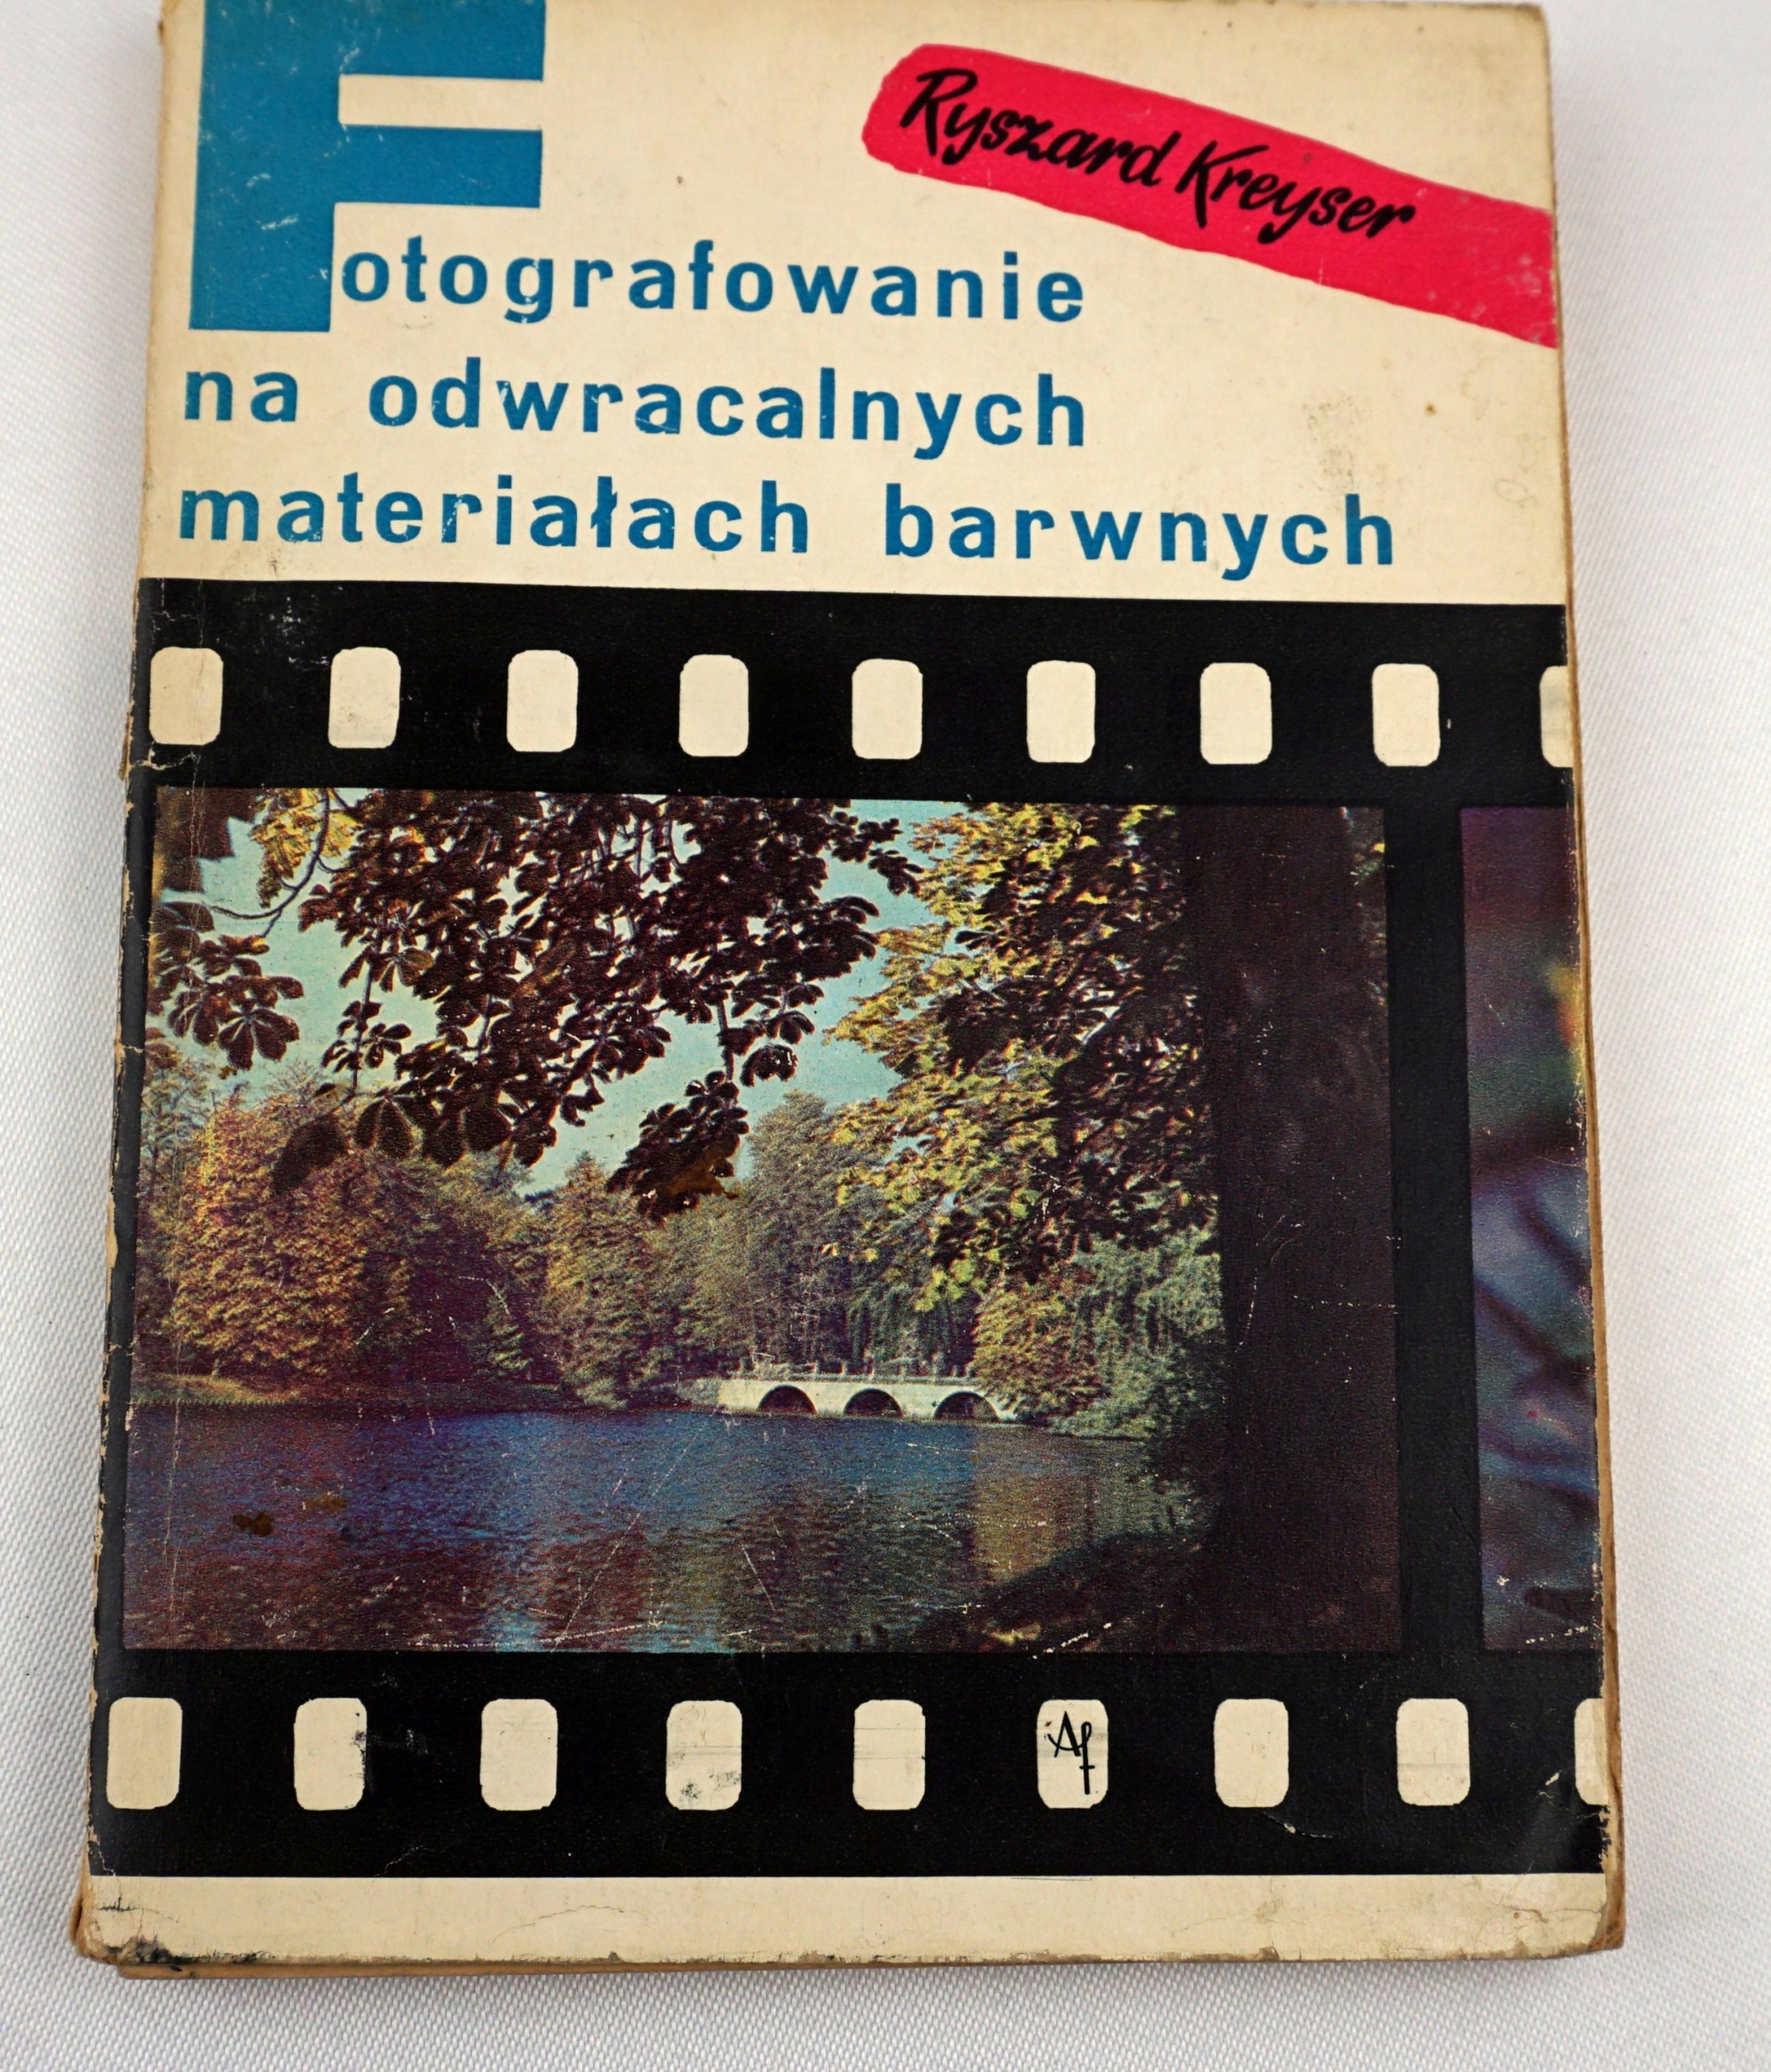 Ryszard Kreyser
Fotografowanie
na odwracalnych
materiałach barwnych